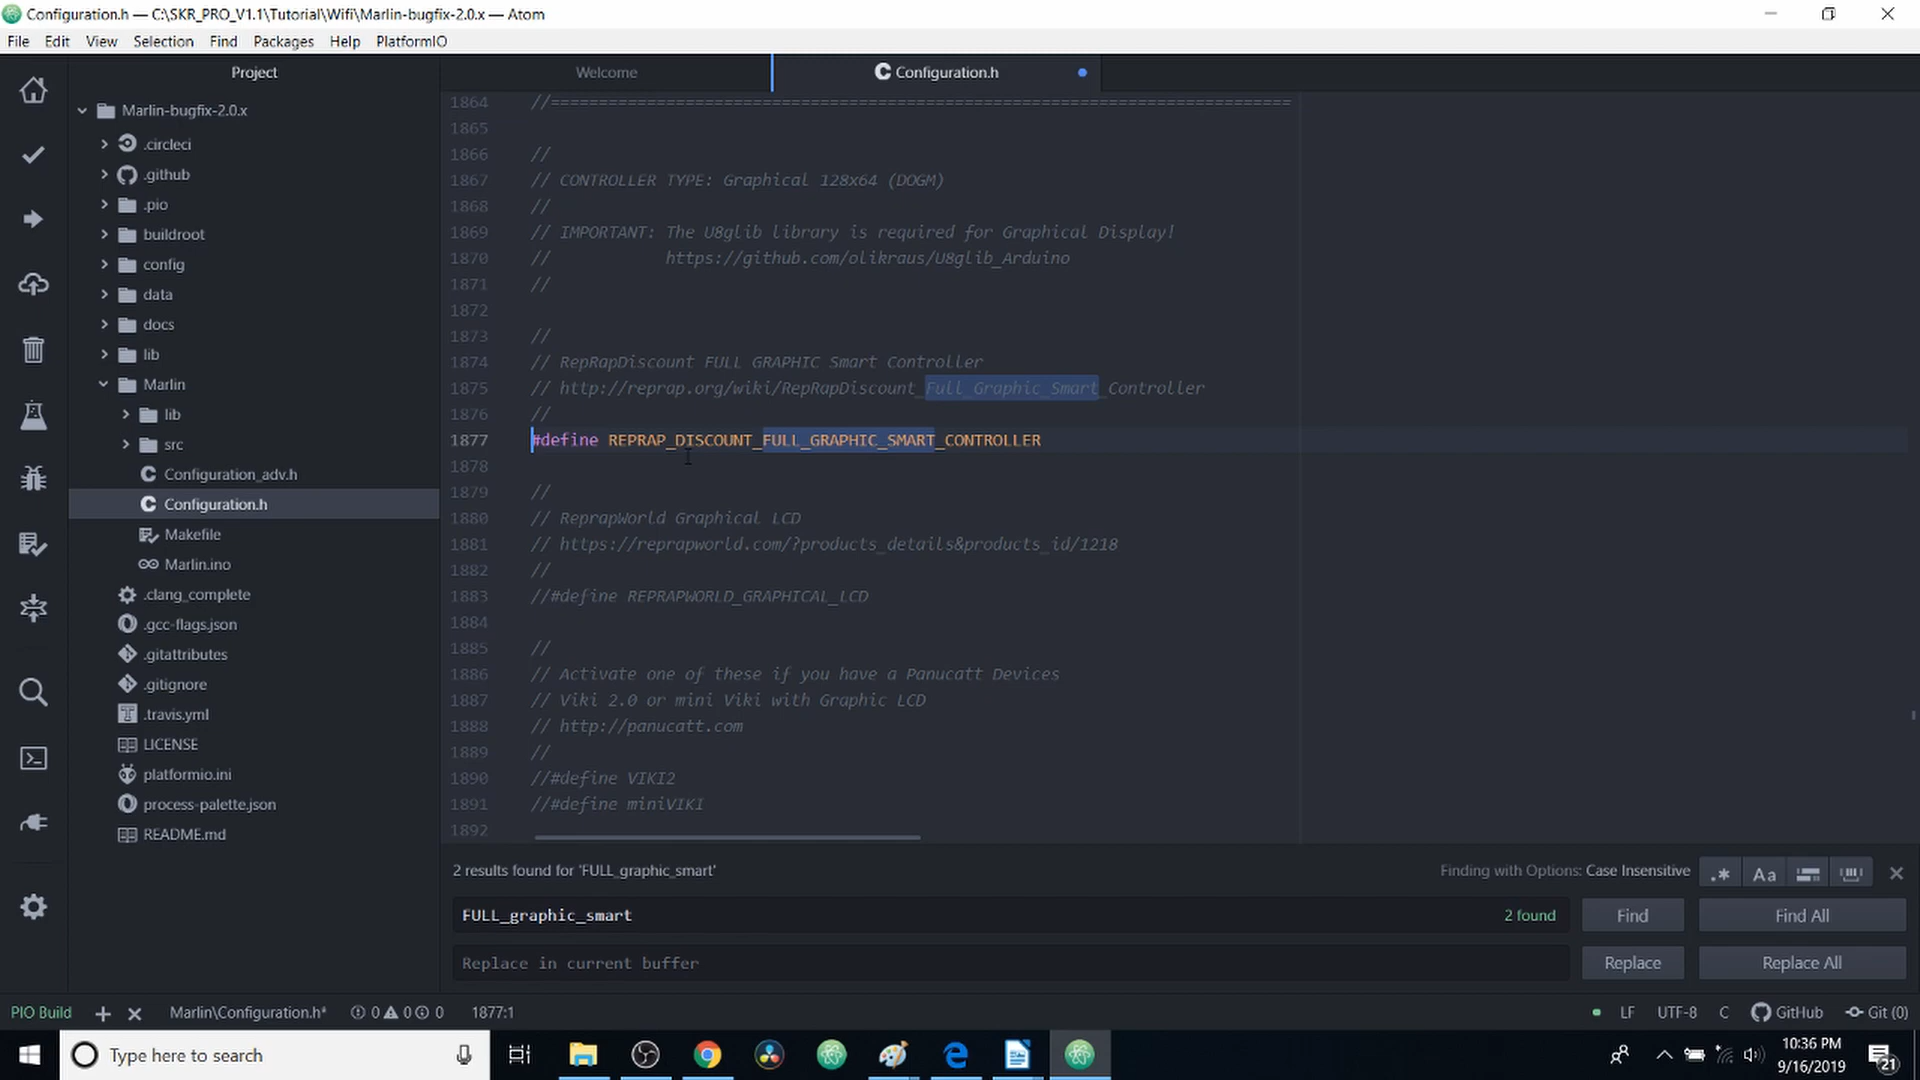 Configuration.h — C:\SKR_PRO_V1.1\Tutorial\Wifi\Marlin-bugfix-2.0.x — Atom
File Edit View Selection Find Packages Help PlatformIO
Project
Welcome
Configuration.h
Marlin-bugfix-2.0.x
.circleci
.github
.pio
buildroot
config
data
docs
lib
Marlin
lib
src
Configuration_adv.h
Configuration.h
Makefile
Marlin.ino
.clang_complete
.gcc-flags.json
.gitattributes
.gitignore
.travis.yml
LICENSE
platformio.ini
process-palette.json
README.md
1864 //=============================================================================
1865
1866 //
1867 // CONTROLLER TYPE: Graphical 128x64 (DOGM)
1868 //
1869 // IMPORTANT: The U8glib library is required for Graphical Display!
1870 //            https://github.com/olikraus/U8glib_Arduino
1871 //
1872
1873 //
1874 // RepRapDiscount FULL GRAPHIC Smart Controller
1875 // http://reprap.org/wiki/RepRapDiscount_Full_Graphic_Smart_Controller
1876 //
1877 #define REPRAP_DISCOUNT_FULL_GRAPHIC_SMART_CONTROLLER
1878
1879 //
1880 // ReprapWorld Graphical LCD
1881 // https://reprapworld.com/?products_details&products_id/1218
1882 //
1883 //#define REPRAPWORLD_GRAPHICAL_LCD
1884
1885 //
1886 // Activate one of these if you have a Panucatt Devices
1887 // Viki 2.0 or mini Viki with Graphic LCD
1888 // http://panucatt.com
1889 //
1890 //#define VIKI2
1891 //#define miniVIKI
1892
2 results found for 'FULL_graphic_smart'
Finding with Options: Case Insensitive
.* Aa
FULL_graphic_smart
2 found
Find
Find All
Replace in current buffer
Replace
Replace All
PIO Build
Marlin\Configuration.h*
0 0 0
1877:1
LF UTF-8 C GitHub Git (0)
Type here to search
10:36 PM
9/16/2019
21